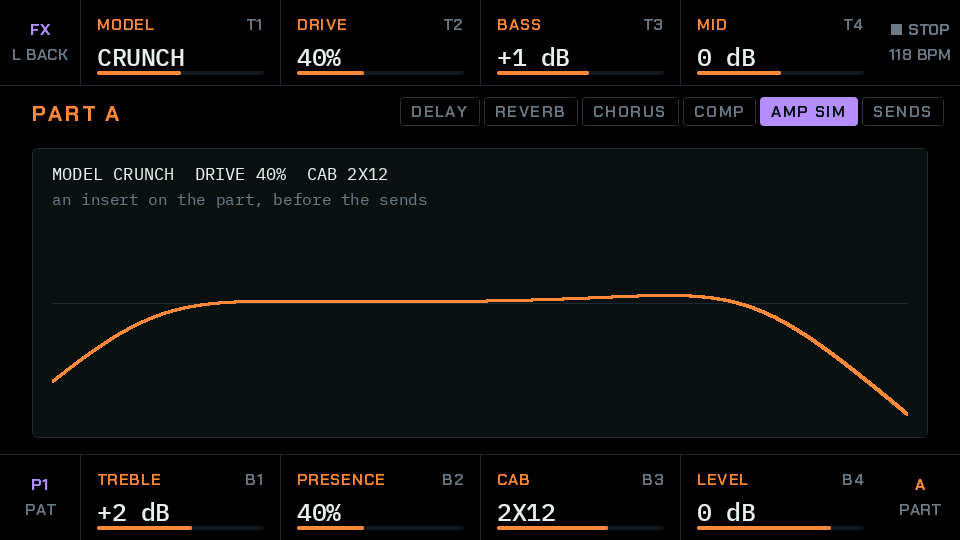 FX
L BACK
MODEL T1
CRUNCH
DRIVE T2
40%
BASS T3
+1 dB
MID T4
0 dB
STOP
118 BPM
PART A
DELAY REVERB CHORUS COMP AMP SIM SENDS
MODEL CRUNCH DRIVE 40% CAB 2X12
an insert on the part, before the sends
P1
PAT
TREBLE B1
+2 dB
PRESENCE B2
40%
CAB B3
2X12
LEVEL B4
0 dB
A
PART